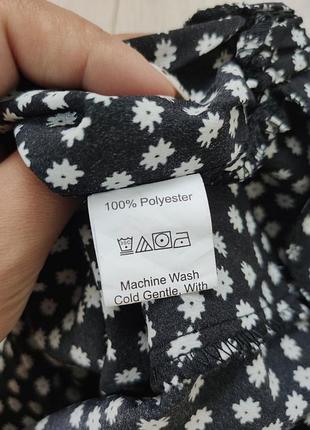 100% Polyester
Machine Wash
Cold Gentle, With